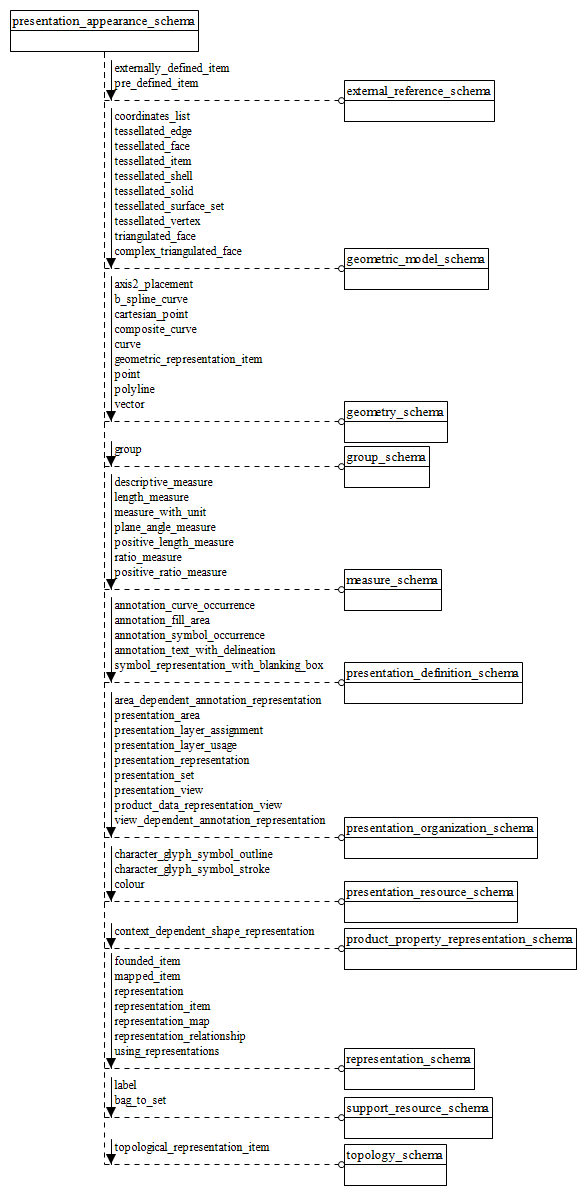 presentation_appearance_schema
externally_defined_item
pre_defined_item
external_reference_schema
coordinates_list
tessellated_edge
tessellated_face
tessellated_item
tessellated_shell
tessellated_solid
tessellated_surface_set
tessellated_vertex
triangulated_face
complex_triangulated_face
geometric_model_schema
axis2_placement
b_spline_curve
cartesian_point
composite_curve
curve
geometric_representation_item
point
polyline
vector
geometry_schema
group
group_schema
descriptive_measure
length_measure
measure_with_unit
plane_angle_measure
positive_length_measure
ratio_measure
positive_ratio_measure
measure_schema
annotation_curve_occurrence
annotation_fill_area
annotation_symbol_occurrence
annotation_text_with_delineation
symbol_representation_with_blanking_box
presentation_definition_schema
area_dependent_annotation_representation
presentation_area
presentation_layer_assignment
presentation_layer_usage
presentation_representation
presentation_set
presentation_view
product_data_representation_view
view_dependent_annotation_representation
presentation_organization_schema
character_glyph_symbol_outline
character_glyph_symbol_stroke
colour
presentation_resource_schema
context_dependent_shape_representation
product_property_representation_schema
founded_item
mapped_item
representation
representation_item
representation_map
representation_relationship
using_representations
representation_schema
label
bag_to_set
support_resource_schema
topological_representation_item
topology_schema